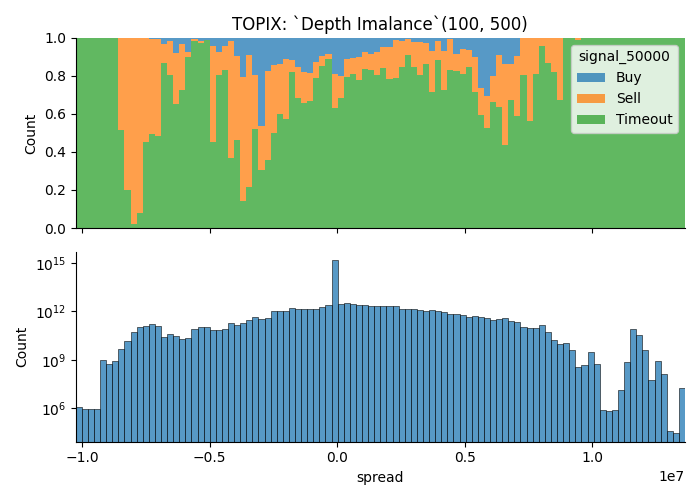 TOPIX: `Depth Imalance`(100, 500)
1.0
0.8
0.6
0.4
0.2
0.0
Count
signal_50000
Buy
Sell
Timeout
10^15
10^12
10^9
10^6
Count
−1.0 −0.5 0.0 0.5 1.0
1e7
spread